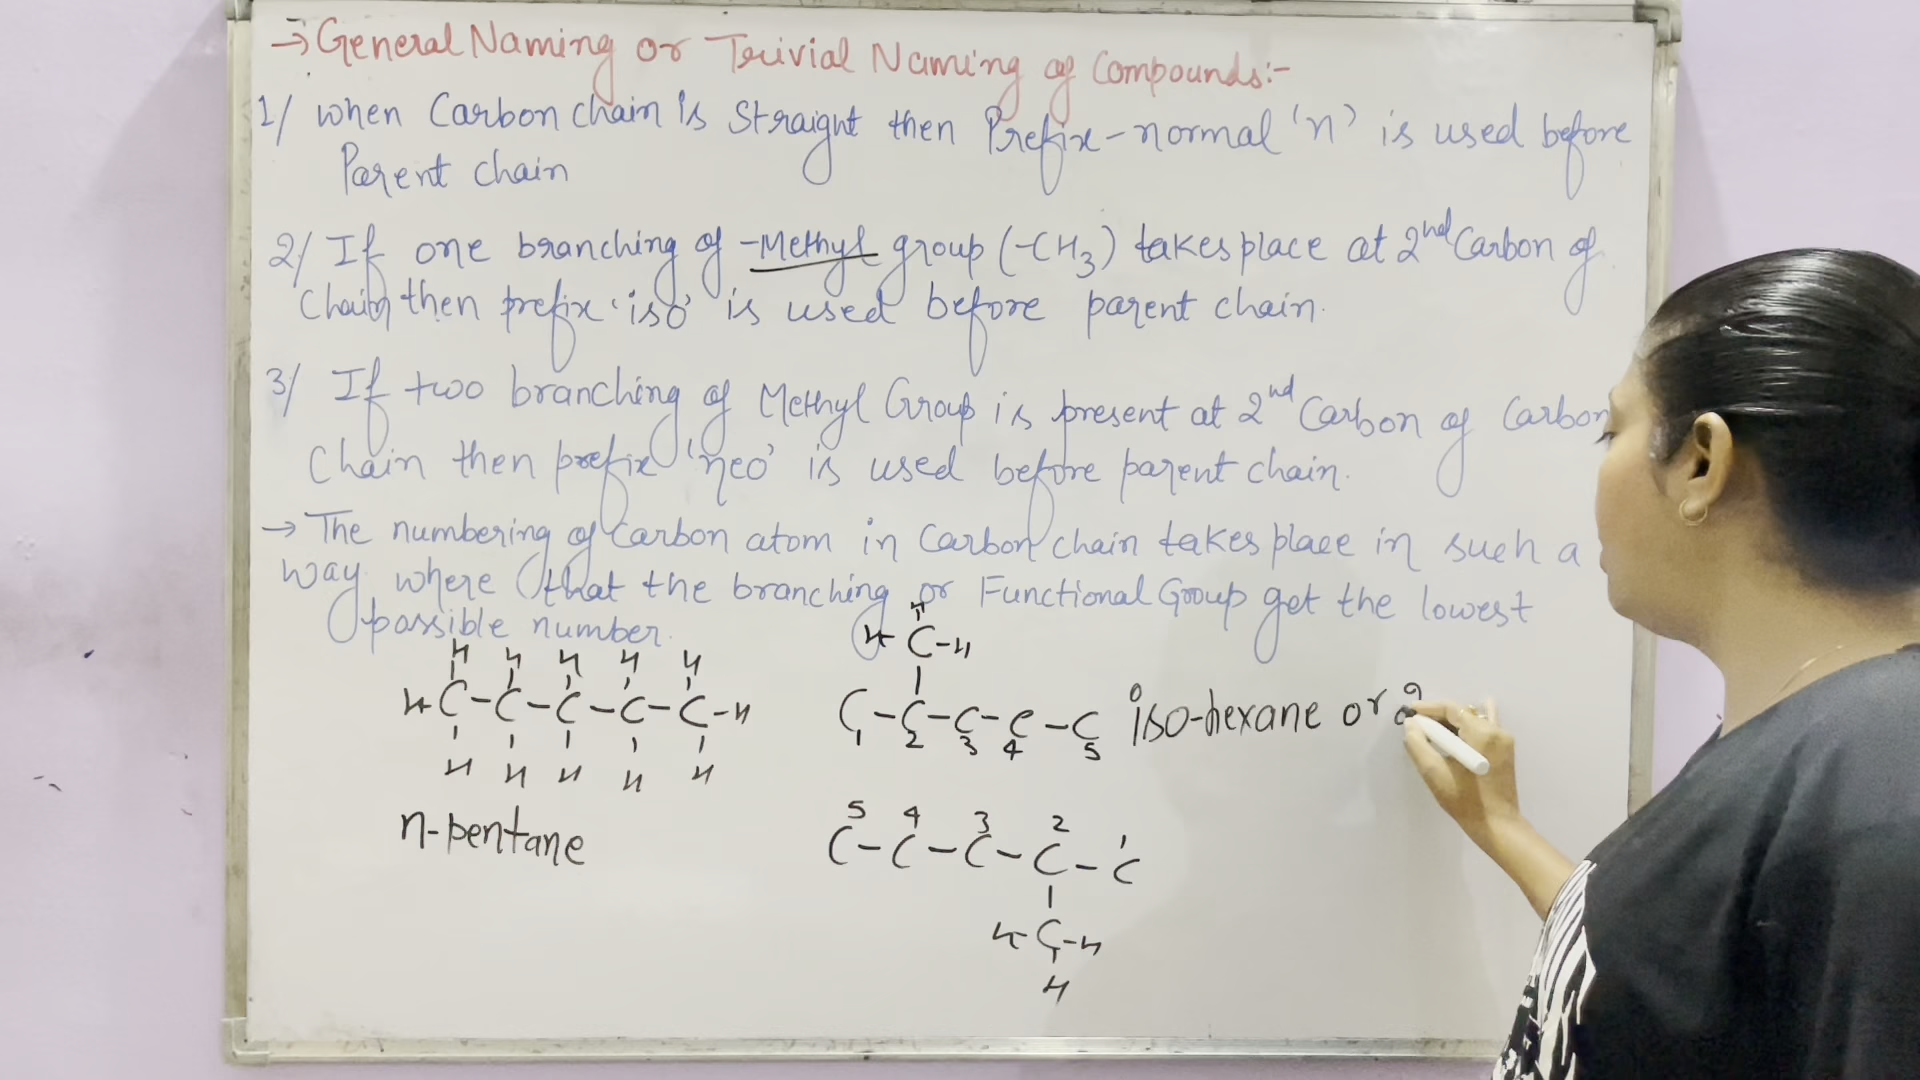 → General Naming or Trivial Naming of Compounds:-
1/ when Carbon chain is Straight then Prefix - normal 'n' is used before
Parent chain
2/ If one branching of -Methyl group (-CH3) takes place at 2nd Carbon of
Chain then prefix 'iso' is used before parent chain.
3/ If two branching of Methyl Group is present at 2nd Carbon of Carbon
Chain then prefix 'neo' is used before parent chain.
→ The numbering of Carbon atom in Carbon chain takes place in such a
way where that the branching or Functional Group get the lowest
possible number.
H H H H H
H-C-C-C-C-C-H
H H H H H
n-pentane
H
H-C-H
C-C-C-C-C iso-hexane or
1 2 3 4 5
5 4 3 2 1
C-C-C-C-C
H-C-H
H